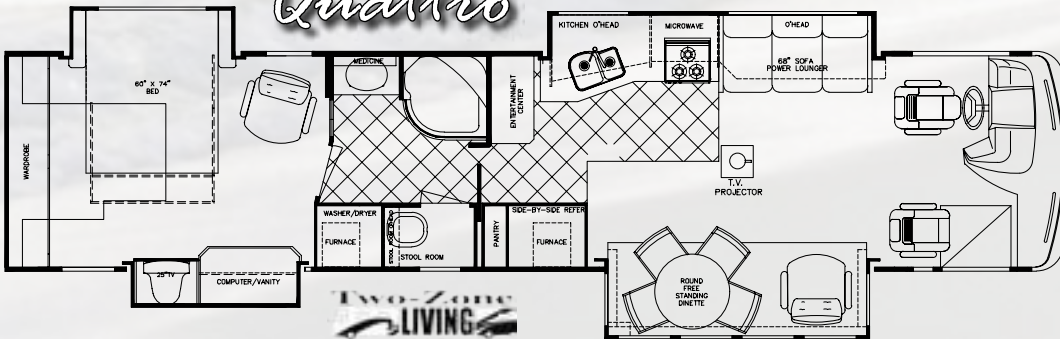 Quattro
KITCHEN O'HEAD
MICROWAVE
O'HEAD
68" SOFA
POWER LOUNGER
MEDICINE
60" X 74"
BED
WARDROBE
ENTERTAINMENT
CENTER
T.V.
PROJECTOR
WASHER/DRYER
FURNACE
STOOL ROOM
PANTRY
SIDE-BY-SIDE REFER
FURNACE
25"TV
COMPUTER/VANITY
ROUND
FREE
STANDING
DINETTE
Two-Zone
LIVING